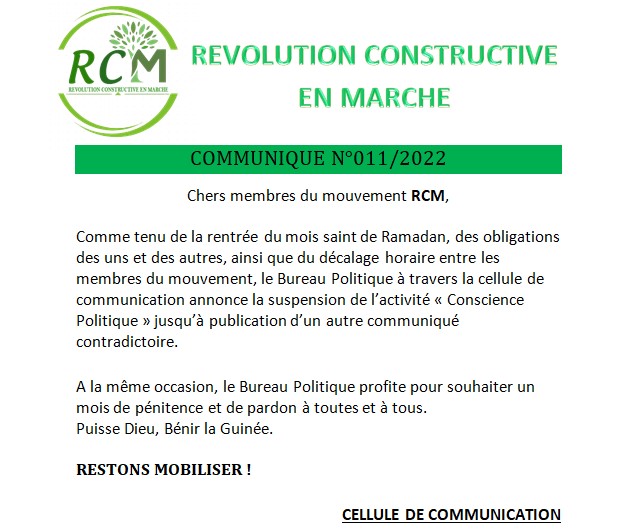 RCM
REVOLUTION CONSTRUCTIVE EN MARCHE
REVOLUTION CONSTRUCTIVE
EN MARCHE
COMMUNIQUE N°011/2022
Chers membres du mouvement RCM,
Comme tenu de la rentrée du mois saint de Ramadan, des obligations
des uns et des autres, ainsi que du décalage horaire entre les
membres du mouvement, le Bureau Politique à travers la cellule de
communication annonce la suspension de l’activité « Conscience
Politique » jusqu’à publication d’un autre communiqué
contradictoire.
A la même occasion, le Bureau Politique profite pour souhaiter un
mois de pénitence et de pardon à toutes et à tous.
Puisse Dieu, Bénir la Guinée.
RESTONS MOBILISER !
CELLULE DE COMMUNICATION